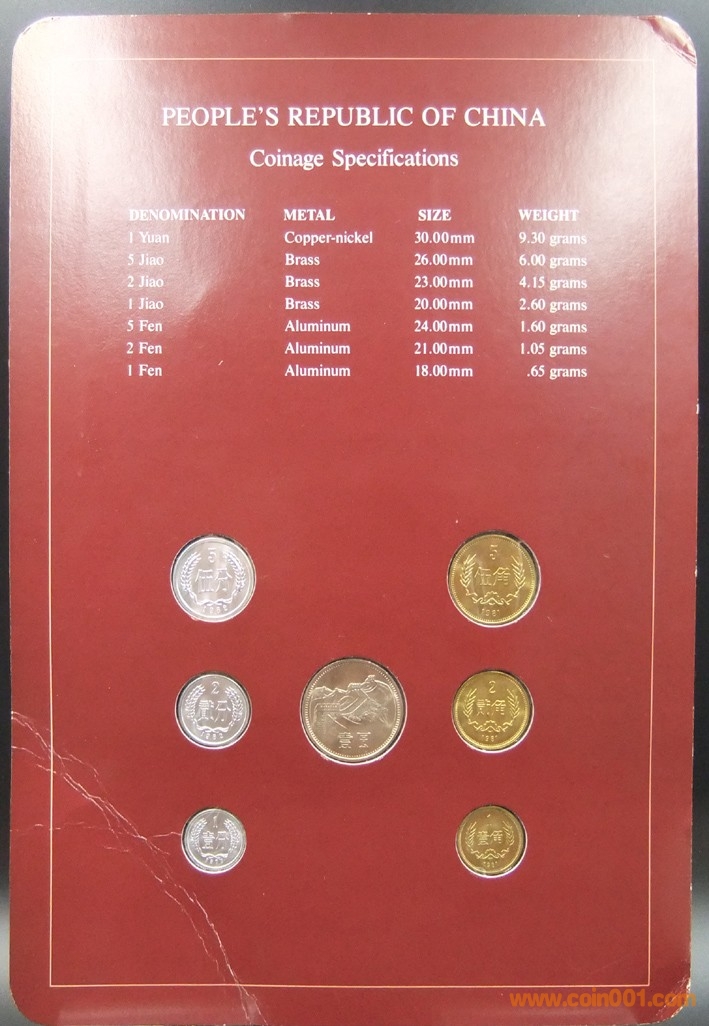 PEOPLE'S REPUBLIC OF CHINA
Coinage Specifications
DENOMINATION METAL SIZE WEIGHT
1 Yuan Copper-nickel 30.00mm 9.30 grams
5 Jiao Brass 26.00mm 6.00 grams
2 Jiao Brass 23.00mm 4.15 grams
1 Jiao Brass 20.00mm 2.60 grams
5 Fen Aluminum 24.00mm 1.60 grams
2 Fen Aluminum 21.00mm 1.05 grams
1 Fen Aluminum 18.00mm .65 grams
5
伍分
5
伍角
1981
2
贰分
1982
壹圆
2
贰角
1981
1
壹分
壹角
1981
www.coin001.com